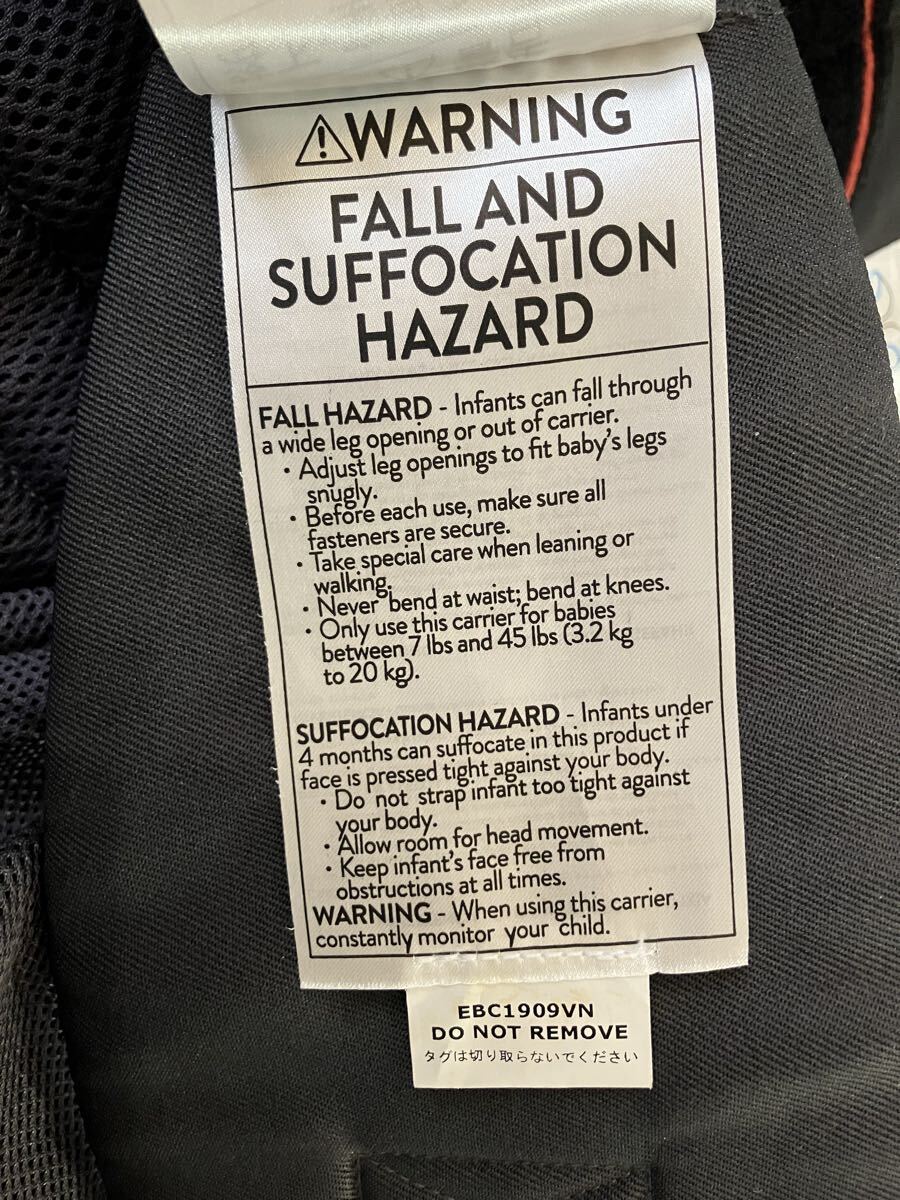 ⚠WARNING
FALL AND
SUFFOCATION
HAZARD
FALL HAZARD - Infants can fall through
a wide leg opening or out of carrier.
• Adjust leg openings to fit baby's legs
snugly.
• Before each use, make sure all
fasteners are secure.
• Take special care when leaning or
walking.
• Never bend at waist; bend at knees.
• Only use this carrier for babies
between 7 lbs and 45 lbs (3.2 kg
to 20 kg).
SUFFOCATION HAZARD - Infants under
4 months can suffocate in this product if
face is pressed tight against your body.
• Do not strap infant too tight against
your body.
• Allow room for head movement.
• Keep infant's face free from
obstructions at all times.
WARNING - When using this carrier,
constantly monitor your child.
EBC1909VN
DO NOT REMOVE
タグは切り取らないでください